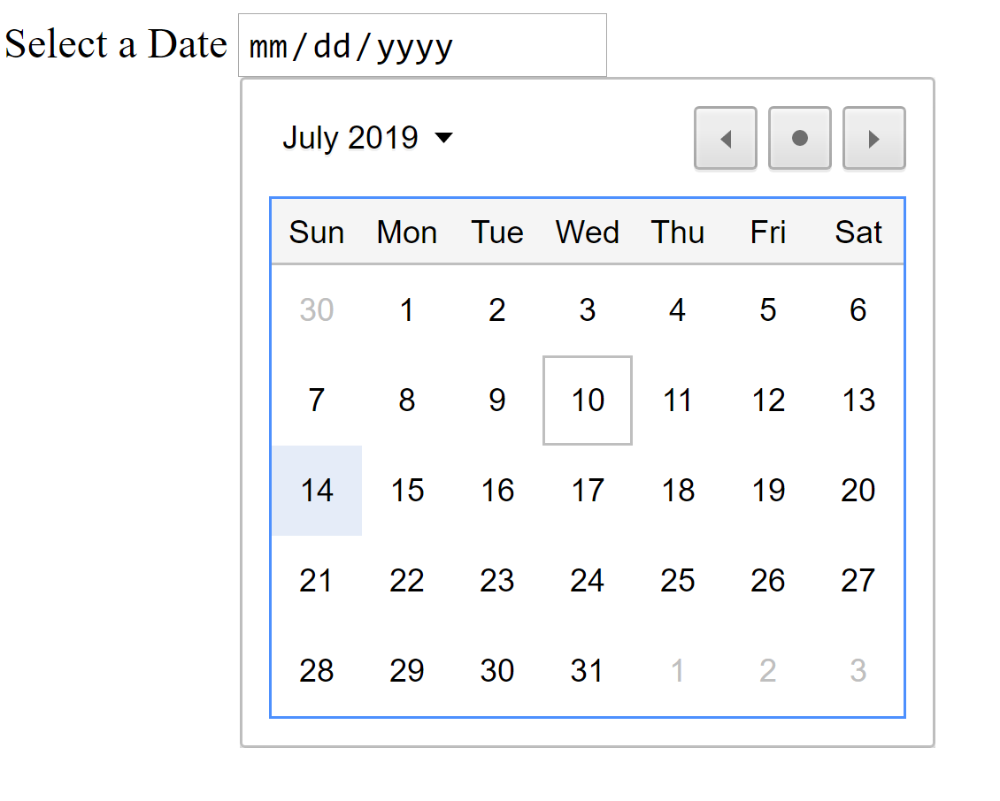 Select a Date mm/dd/yyyy
July 2019
Sun Mon Tue Wed Thu Fri Sat
30 1 2 3 4 5 6
7 8 9 10 11 12 13
14 15 16 17 18 19 20
21 22 23 24 25 26 27
28 29 30 31 1 2 3